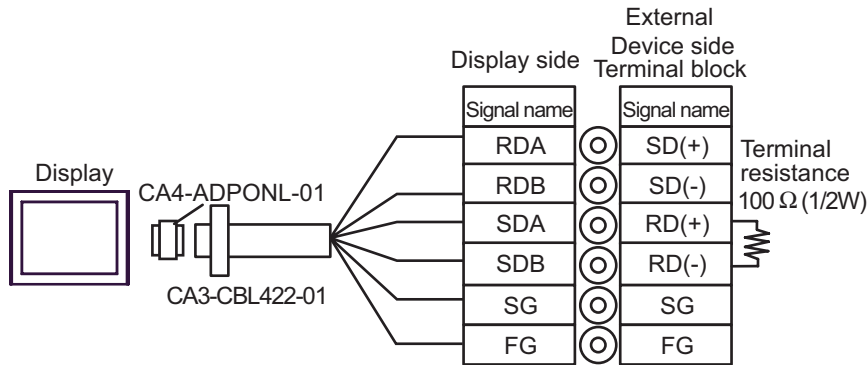 External
Device side
Terminal block
Display side
Signal name
Signal name
RDA
SD(+)
RDB
SD(-)
SDA
RD(+)
SDB
RD(-)
SG
SG
FG
FG
Terminal
resistance
100 Ω (1/2W)
Display
CA4-ADPONL-01
CA3-CBL422-01